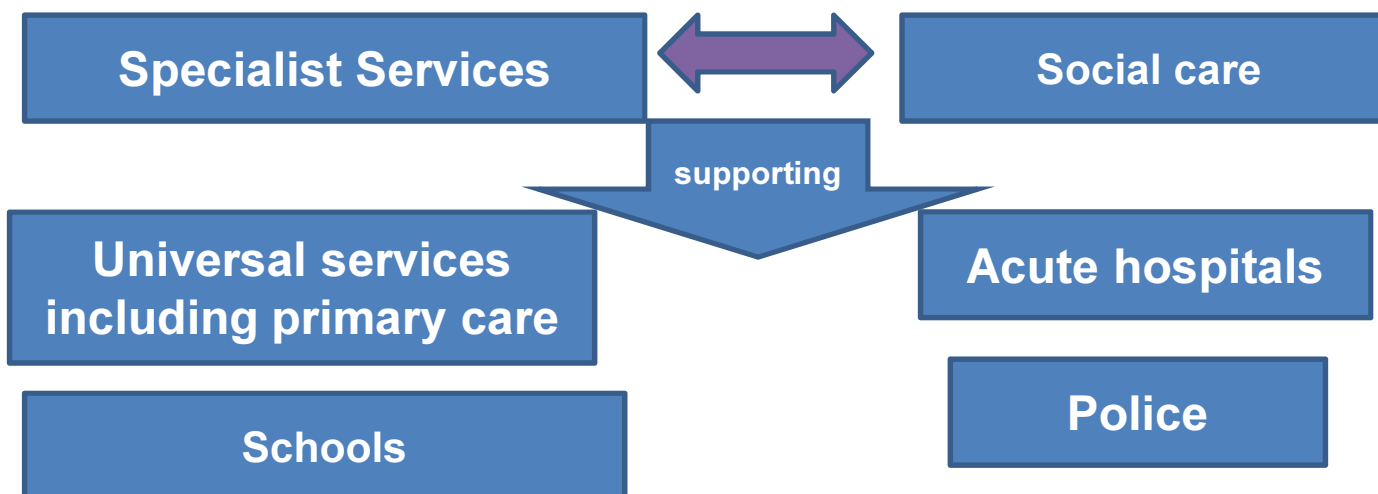 Specialist Services
Social care
supporting
Universal services
including primary care
Acute hospitals
Police
Schools